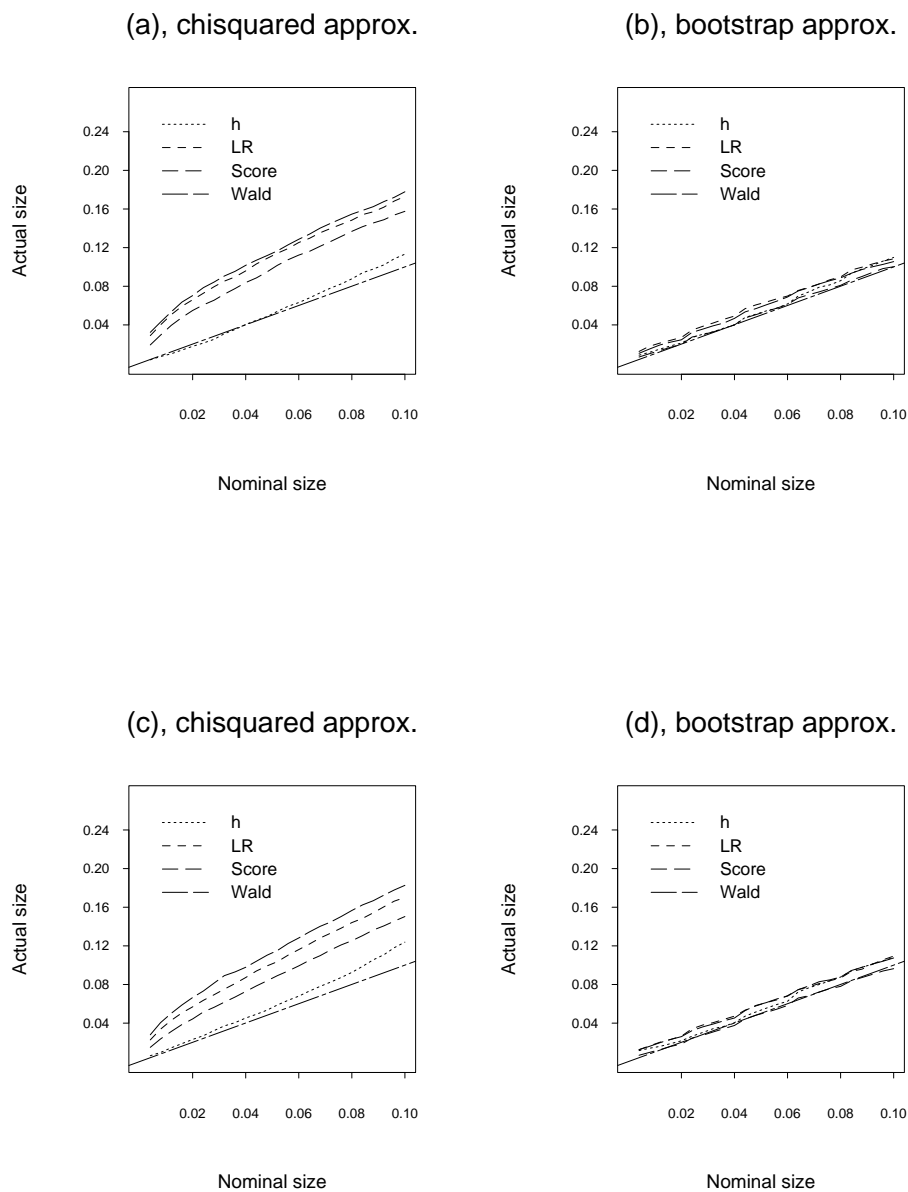 (a), chisquared approx.
Actual size
0.24
0.20
0.16
0.12
0.08
0.04
h
LR
Score
Wald
0.02 0.04 0.06 0.08 0.10
Nominal size
(b), bootstrap approx.
Actual size
0.24
0.20
0.16
0.12
0.08
0.04
h
LR
Score
Wald
0.02 0.04 0.06 0.08 0.10
Nominal size
(c), chisquared approx.
Actual size
0.24
0.20
0.16
0.12
0.08
0.04
h
LR
Score
Wald
0.02 0.04 0.06 0.08 0.10
Nominal size
(d), bootstrap approx.
Actual size
0.24
0.20
0.16
0.12
0.08
0.04
h
LR
Score
Wald
0.02 0.04 0.06 0.08 0.10
Nominal size